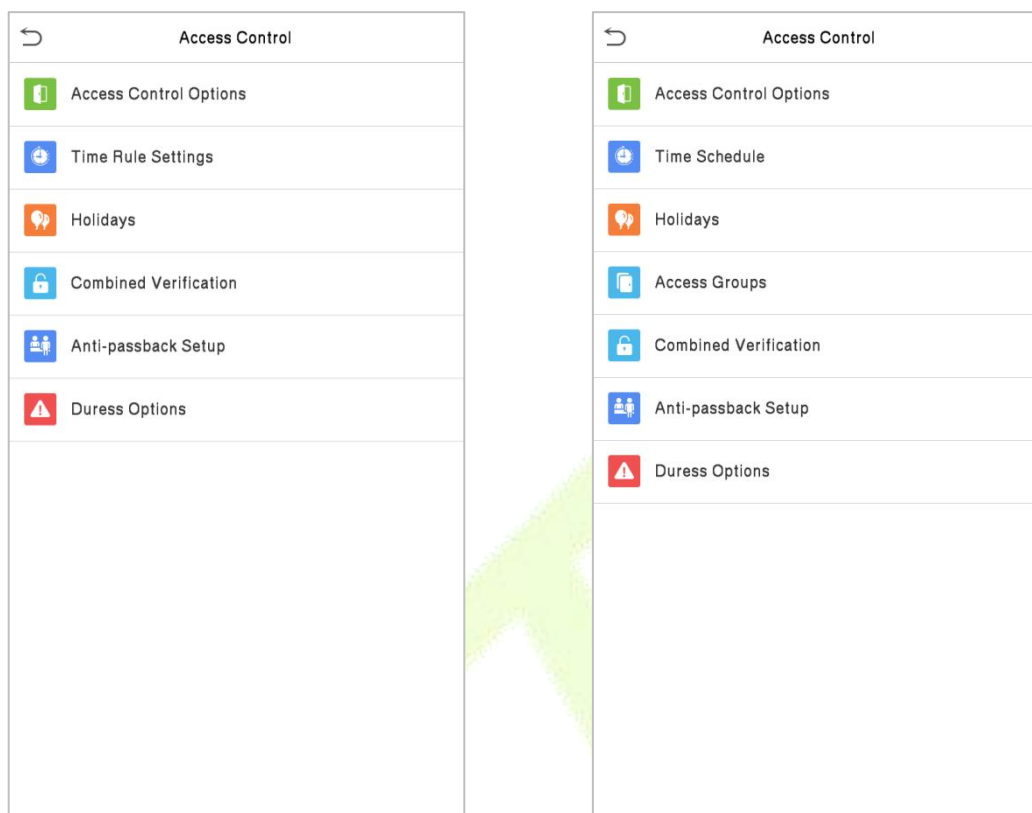 Access Control
Access Control Options
Time Rule Settings
Holidays
Combined Verification
Anti-passback Setup
Duress Options
Access Control
Access Control Options
Time Schedule
Holidays
Access Groups
Combined Verification
Anti-passback Setup
Duress Options